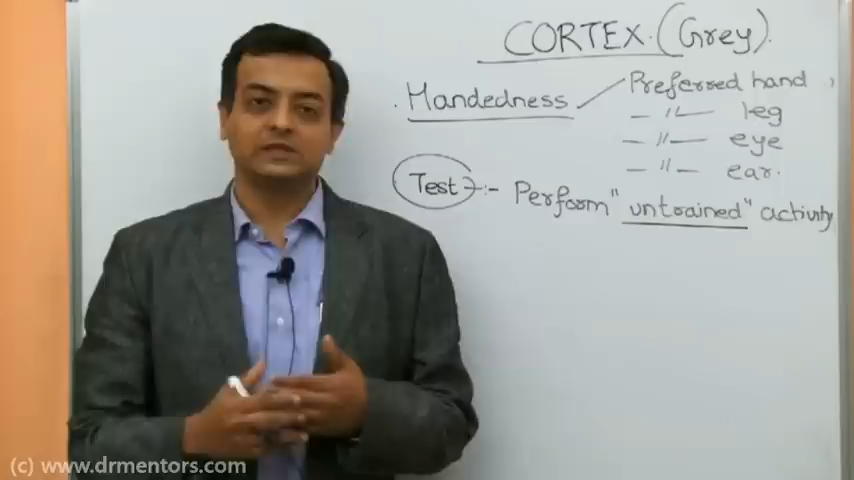 CORTEX. (Grey).
Handedness Preferred hand ,
— " — leg
— " — eye
— " — ear.
Test :- Perform "untrained" activity
(c) www.drmentors.com